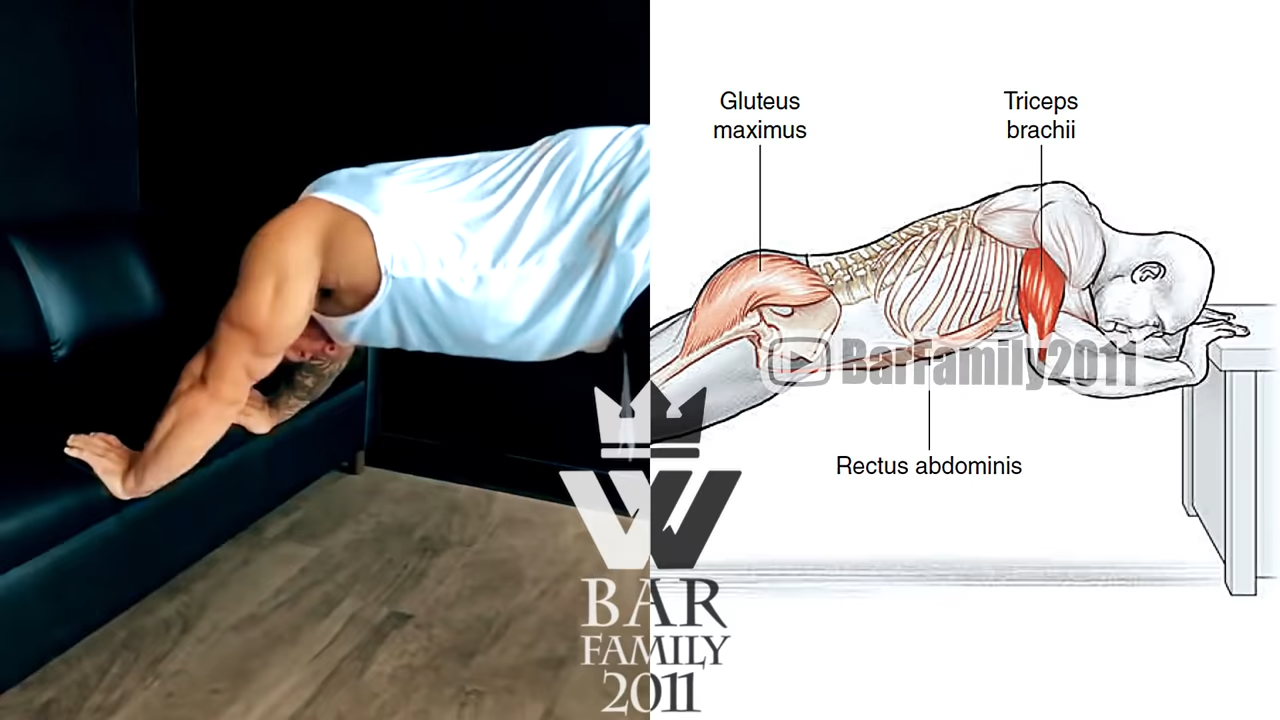 Gluteus
maximus
Triceps
brachii
BarFamily2011
Rectus abdominis
BAR
FAMILY
2011